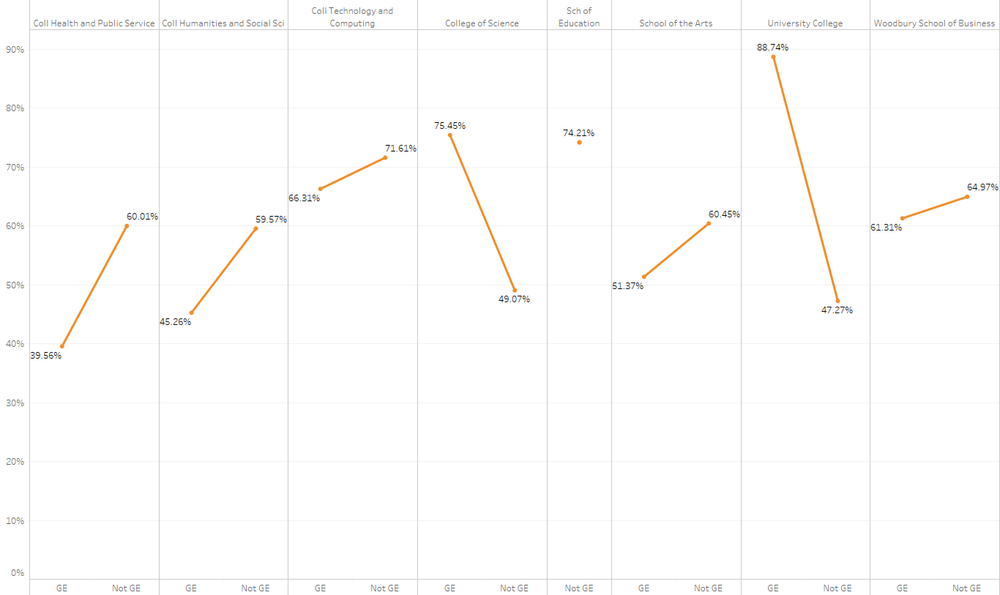 Coll Health and Public Service
Coll Humanities and Social Sci
Coll Technology and
Computing
College of Science
Sch of
Education
School of the Arts
University College
Woodbury School of Business
90%
80%
70%
60%
50%
40%
30%
20%
10%
0%
39.56%
60.01%
45.26%
59.57%
66.31%
71.61%
75.45%
49.07%
74.21%
51.37%
60.45%
88.74%
47.27%
61.31%
64.97%
GE
Not GE
GE
Not GE
GE
Not GE
GE
Not GE
Not GE
GE
Not GE
GE
Not GE
GE
Not GE